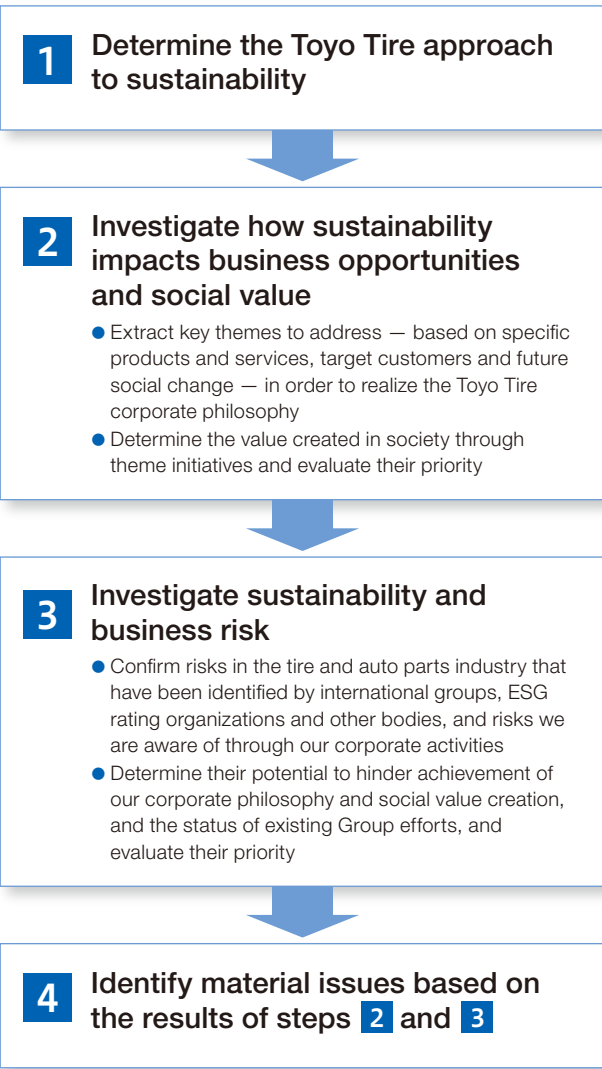 1 Determine the Toyo Tire approach
to sustainability
2 Investigate how sustainability
impacts business opportunities
and social value
● Extract key themes to address — based on specific
products and services, target customers and future
social change — in order to realize the Toyo Tire
corporate philosophy
● Determine the value created in society through
theme initiatives and evaluate their priority
3 Investigate sustainability and
business risk
● Confirm risks in the tire and auto parts industry that
have been identified by international groups, ESG
rating organizations and other bodies, and risks we
are aware of through our corporate activities
● Determine their potential to hinder achievement of
our corporate philosophy and social value creation,
and the status of existing Group efforts, and
evaluate their priority
4 Identify material issues based on
the results of steps 2 and 3